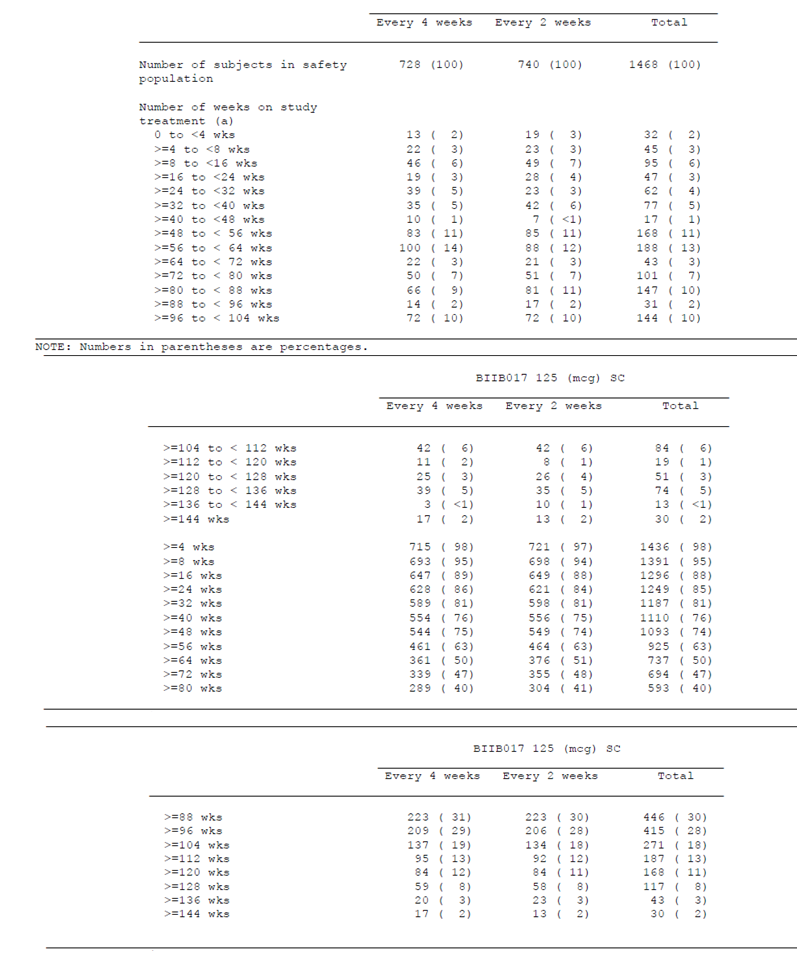 Every 4 weeks Every 2 weeks Total
Number of subjects in safety 728 (100) 740 (100) 1468 (100)
population
Number of weeks on study
treatment (a)
0 to <4 wks 13 ( 2) 19 ( 3) 32 ( 2)
>=4 to <8 wks 22 ( 3) 23 ( 3) 45 ( 3)
>=8 to <16 wks 46 ( 6) 49 ( 7) 95 ( 6)
>=16 to <24 wks 19 ( 3) 28 ( 4) 47 ( 3)
>=24 to <32 wks 39 ( 5) 23 ( 3) 62 ( 4)
>=32 to <40 wks 35 ( 5) 42 ( 6) 77 ( 5)
>=40 to <48 wks 10 ( 1) 7 ( <1) 17 ( 1)
>=48 to < 56 wks 83 ( 11) 85 ( 11) 168 ( 11)
>=56 to < 64 wks 100 ( 14) 88 ( 12) 188 ( 13)
>=64 to < 72 wks 22 ( 3) 21 ( 3) 43 ( 3)
>=72 to < 80 wks 50 ( 7) 51 ( 7) 101 ( 7)
>=80 to < 88 wks 66 ( 9) 81 ( 11) 147 ( 10)
>=88 to < 96 wks 14 ( 2) 17 ( 2) 31 ( 2)
>=96 to < 104 wks 72 ( 10) 72 ( 10) 144 ( 10)
NOTE: Numbers in parentheses are percentages.
BIIB017 125 (mcg) SC
Every 4 weeks Every 2 weeks Total
>=104 to < 112 wks 42 ( 6) 42 ( 6) 84 ( 6)
>=112 to < 120 wks 11 ( 2) 8 ( 1) 19 ( 1)
>=120 to < 128 wks 25 ( 3) 26 ( 4) 51 ( 3)
>=128 to < 136 wks 39 ( 5) 35 ( 5) 74 ( 5)
>=136 to < 144 wks 3 ( <1) 10 ( 1) 13 ( <1)
>=144 wks 17 ( 2) 13 ( 2) 30 ( 2)
>=4 wks 715 ( 98) 721 ( 97) 1436 ( 98)
>=8 wks 693 ( 95) 698 ( 94) 1391 ( 95)
>=16 wks 647 ( 89) 649 ( 88) 1296 ( 88)
>=24 wks 628 ( 86) 621 ( 84) 1249 ( 85)
>=32 wks 589 ( 81) 598 ( 81) 1187 ( 81)
>=40 wks 554 ( 76) 556 ( 75) 1110 ( 76)
>=48 wks 544 ( 75) 549 ( 74) 1093 ( 74)
>=56 wks 461 ( 63) 464 ( 63) 925 ( 63)
>=64 wks 361 ( 50) 376 ( 51) 737 ( 50)
>=72 wks 339 ( 47) 355 ( 48) 694 ( 47)
>=80 wks 289 ( 40) 304 ( 41) 593 ( 40)
BIIB017 125 (mcg) SC
Every 4 weeks Every 2 weeks Total
>=88 wks 223 ( 31) 223 ( 30) 446 ( 30)
>=96 wks 209 ( 29) 206 ( 28) 415 ( 28)
>=104 wks 137 ( 19) 134 ( 18) 271 ( 18)
>=112 wks 95 ( 13) 92 ( 12) 187 ( 13)
>=120 wks 84 ( 12) 84 ( 11) 168 ( 11)
>=128 wks 59 ( 8) 58 ( 8) 117 ( 8)
>=136 wks 20 ( 3) 23 ( 3) 43 ( 3)
>=144 wks 17 ( 2) 13 ( 2) 30 ( 2)